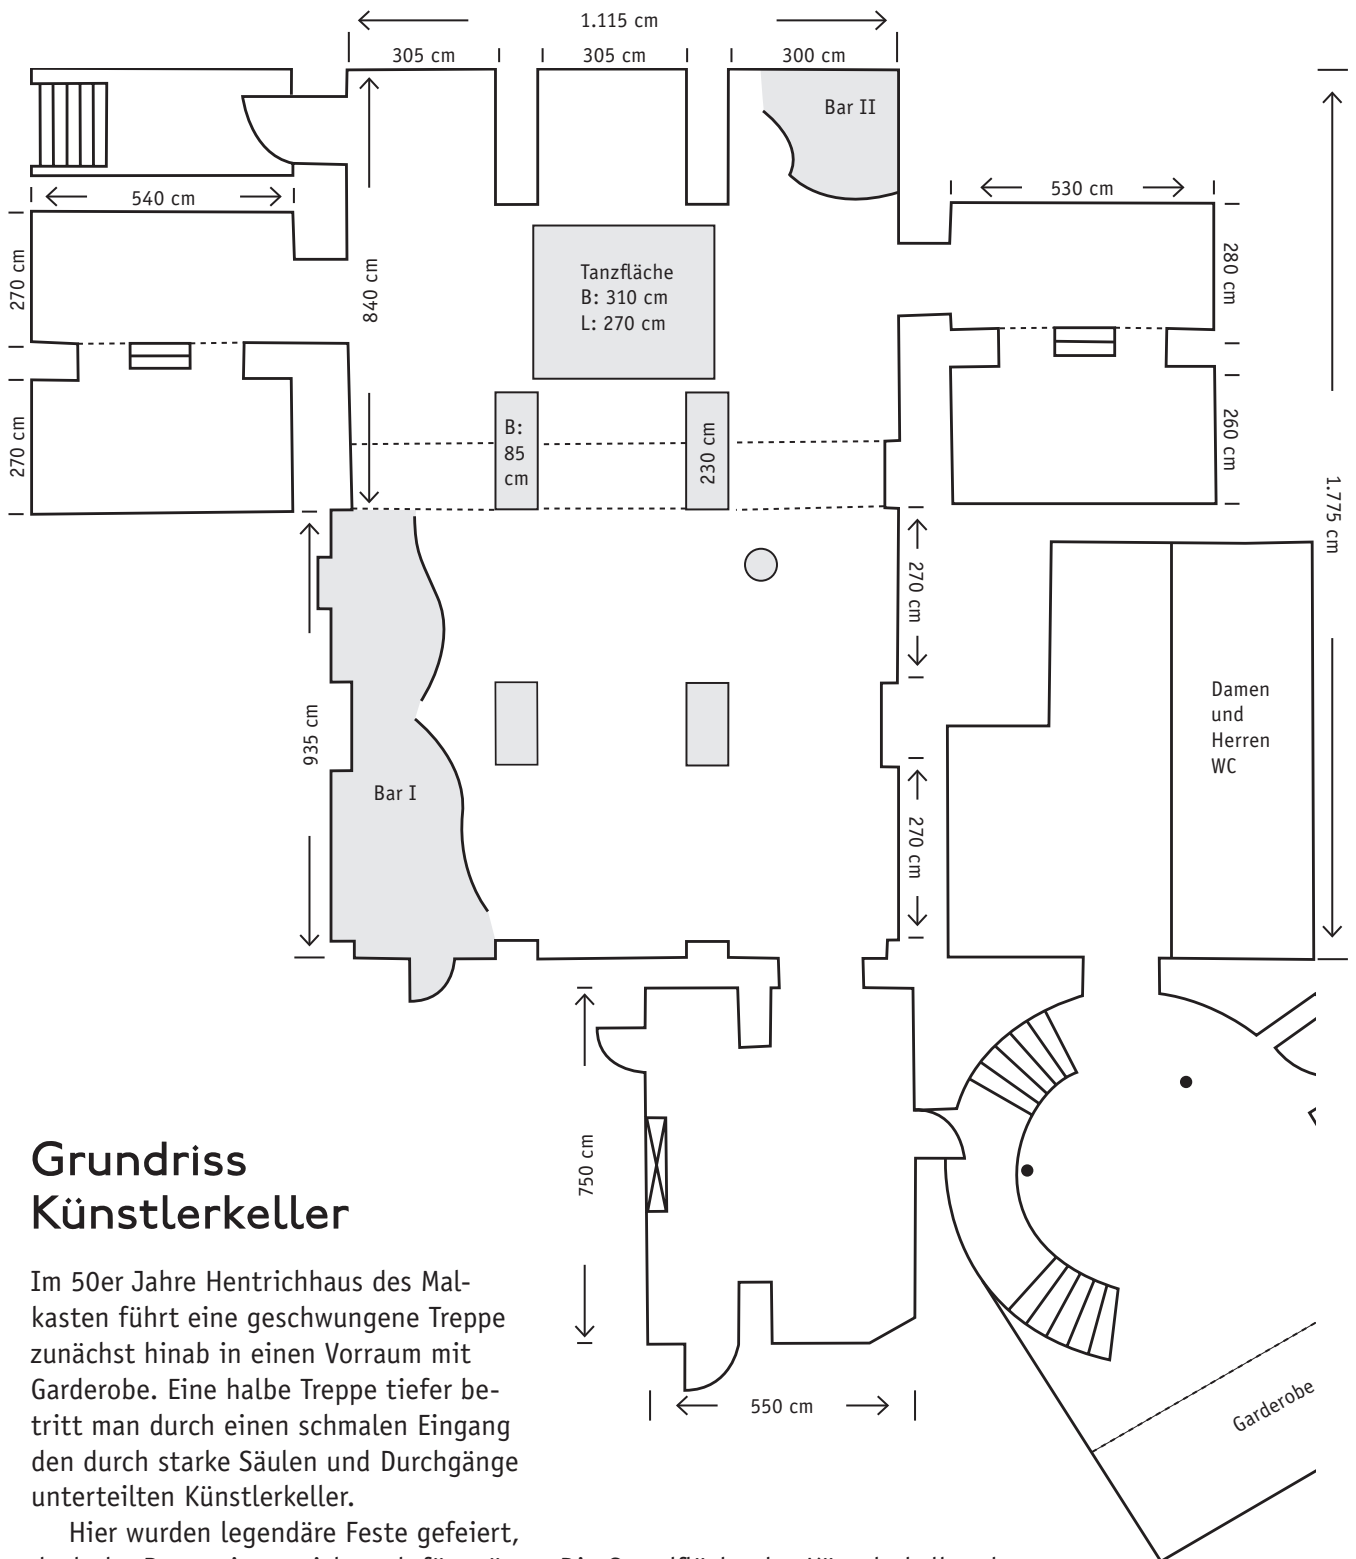 1.115 cm
305 cm
305 cm
300 cm
Bar II
540 cm
530 cm
270 cm
840 cm
280 cm
Tanzfläche
B: 310 cm
L: 270 cm
270 cm
B:
85
cm
230 cm
260 cm
1.775 cm
270 cm
935 cm
Damen
und
Herren
WC
Bar I
270 cm
750 cm
550 cm
Garderobe
Grundriss
Künstlerkeller
Im 50er Jahre Hentrichhaus des Mal-
kasten führt eine geschwungene Treppe
zunächst hinab in einen Vorraum mit
Garderobe. Eine halbe Treppe tiefer be-
tritt man durch einen schmalen Eingang
den durch starke Säulen und Durchgänge
unterteilten Künstlerkeller.
Hier wurden legendäre Feste gefeiert,